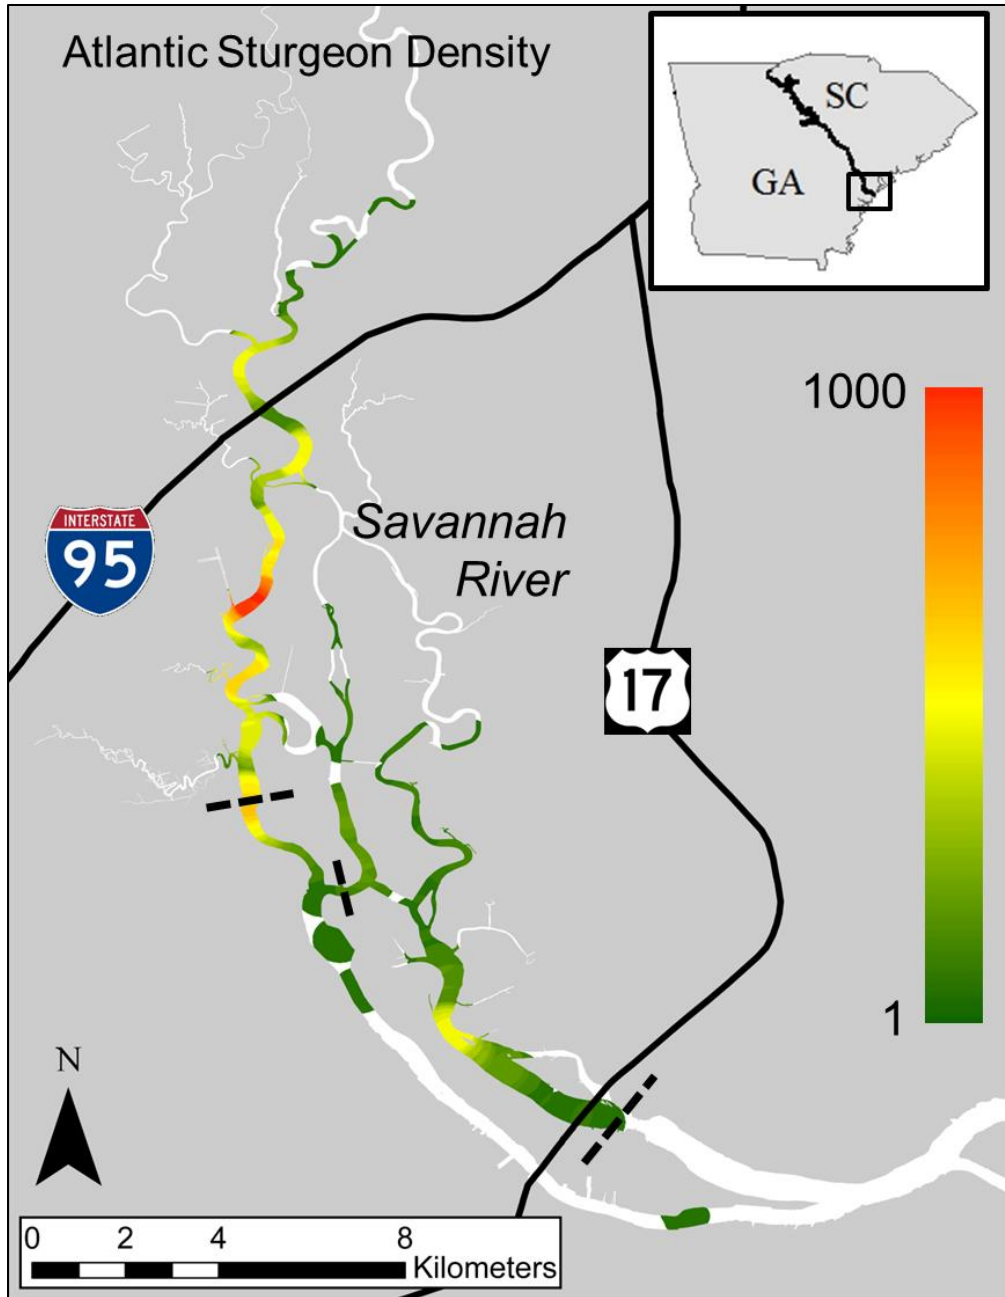 Atlantic Sturgeon Density
SC
GA
1000
INTERSTATE
95
Savannah
River
17
1
N
0 2 4 8
Kilometers